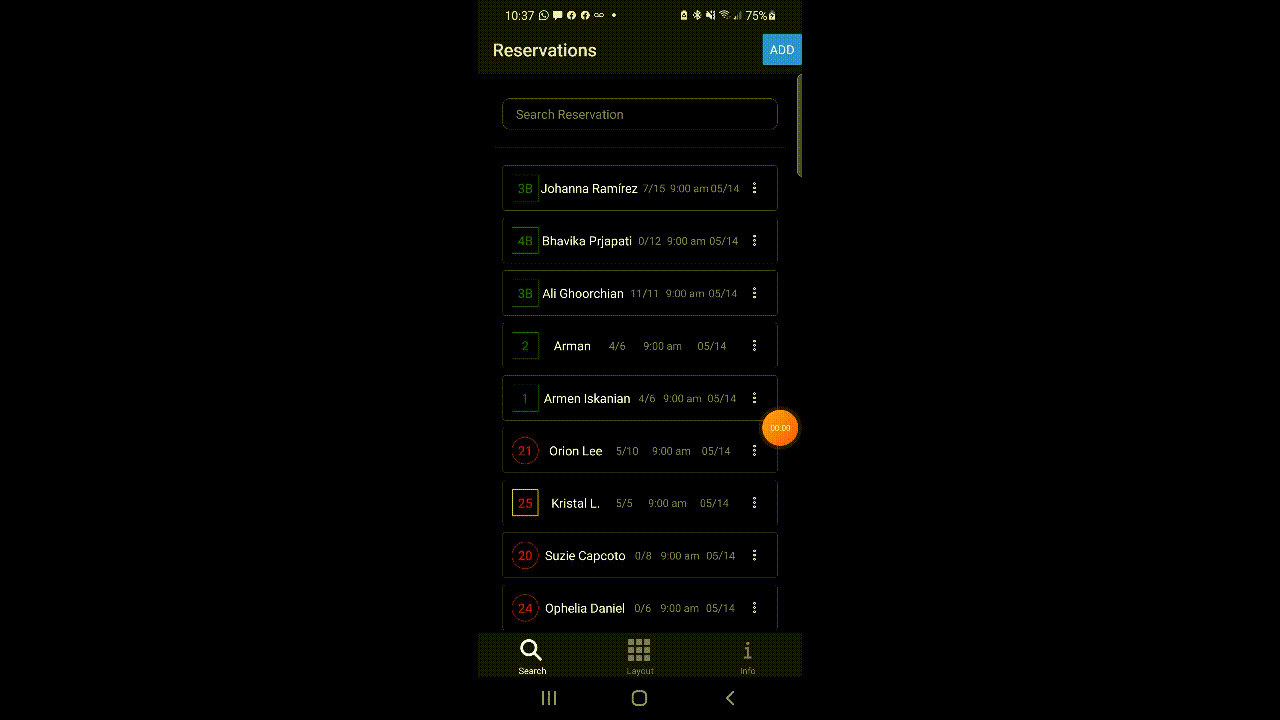 10:37 75%
Reservations ADD
Search Reservation
3B Johanna Ramírez 7/15 9:00 am 05/14
4B Bhavika Prjapati 0/12 9:00 am 05/14
3B Ali Ghoorchian 11/11 9:00 am 05/14
2 Arman 4/6 9:00 am 05/14
1 Armen Iskanian 4/6 9:00 am 05/14
00:00
21 Orion Lee 5/10 9:00 am 05/14
25 Kristal L. 5/5 9:00 am 05/14
20 Suzie Capcoto 0/8 9:00 am 05/14
24 Ophelia Daniel 0/6 9:00 am 05/14
Search Layout Info